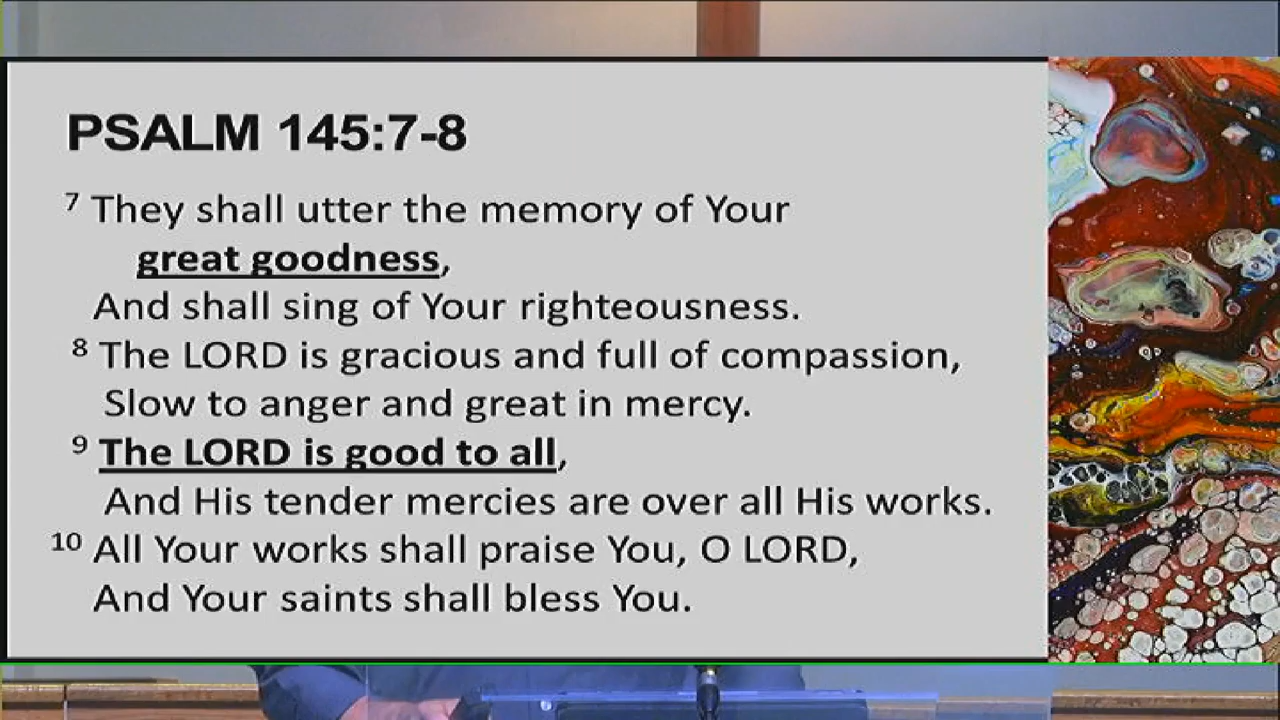 PSALM 145:7-8
7 They shall utter the memory of Your
great goodness,
And shall sing of Your righteousness.
8 The LORD is gracious and full of compassion,
Slow to anger and great in mercy.
9 The LORD is good to all,
And His tender mercies are over all His works.
10 All Your works shall praise You, O LORD,
And Your saints shall bless You.